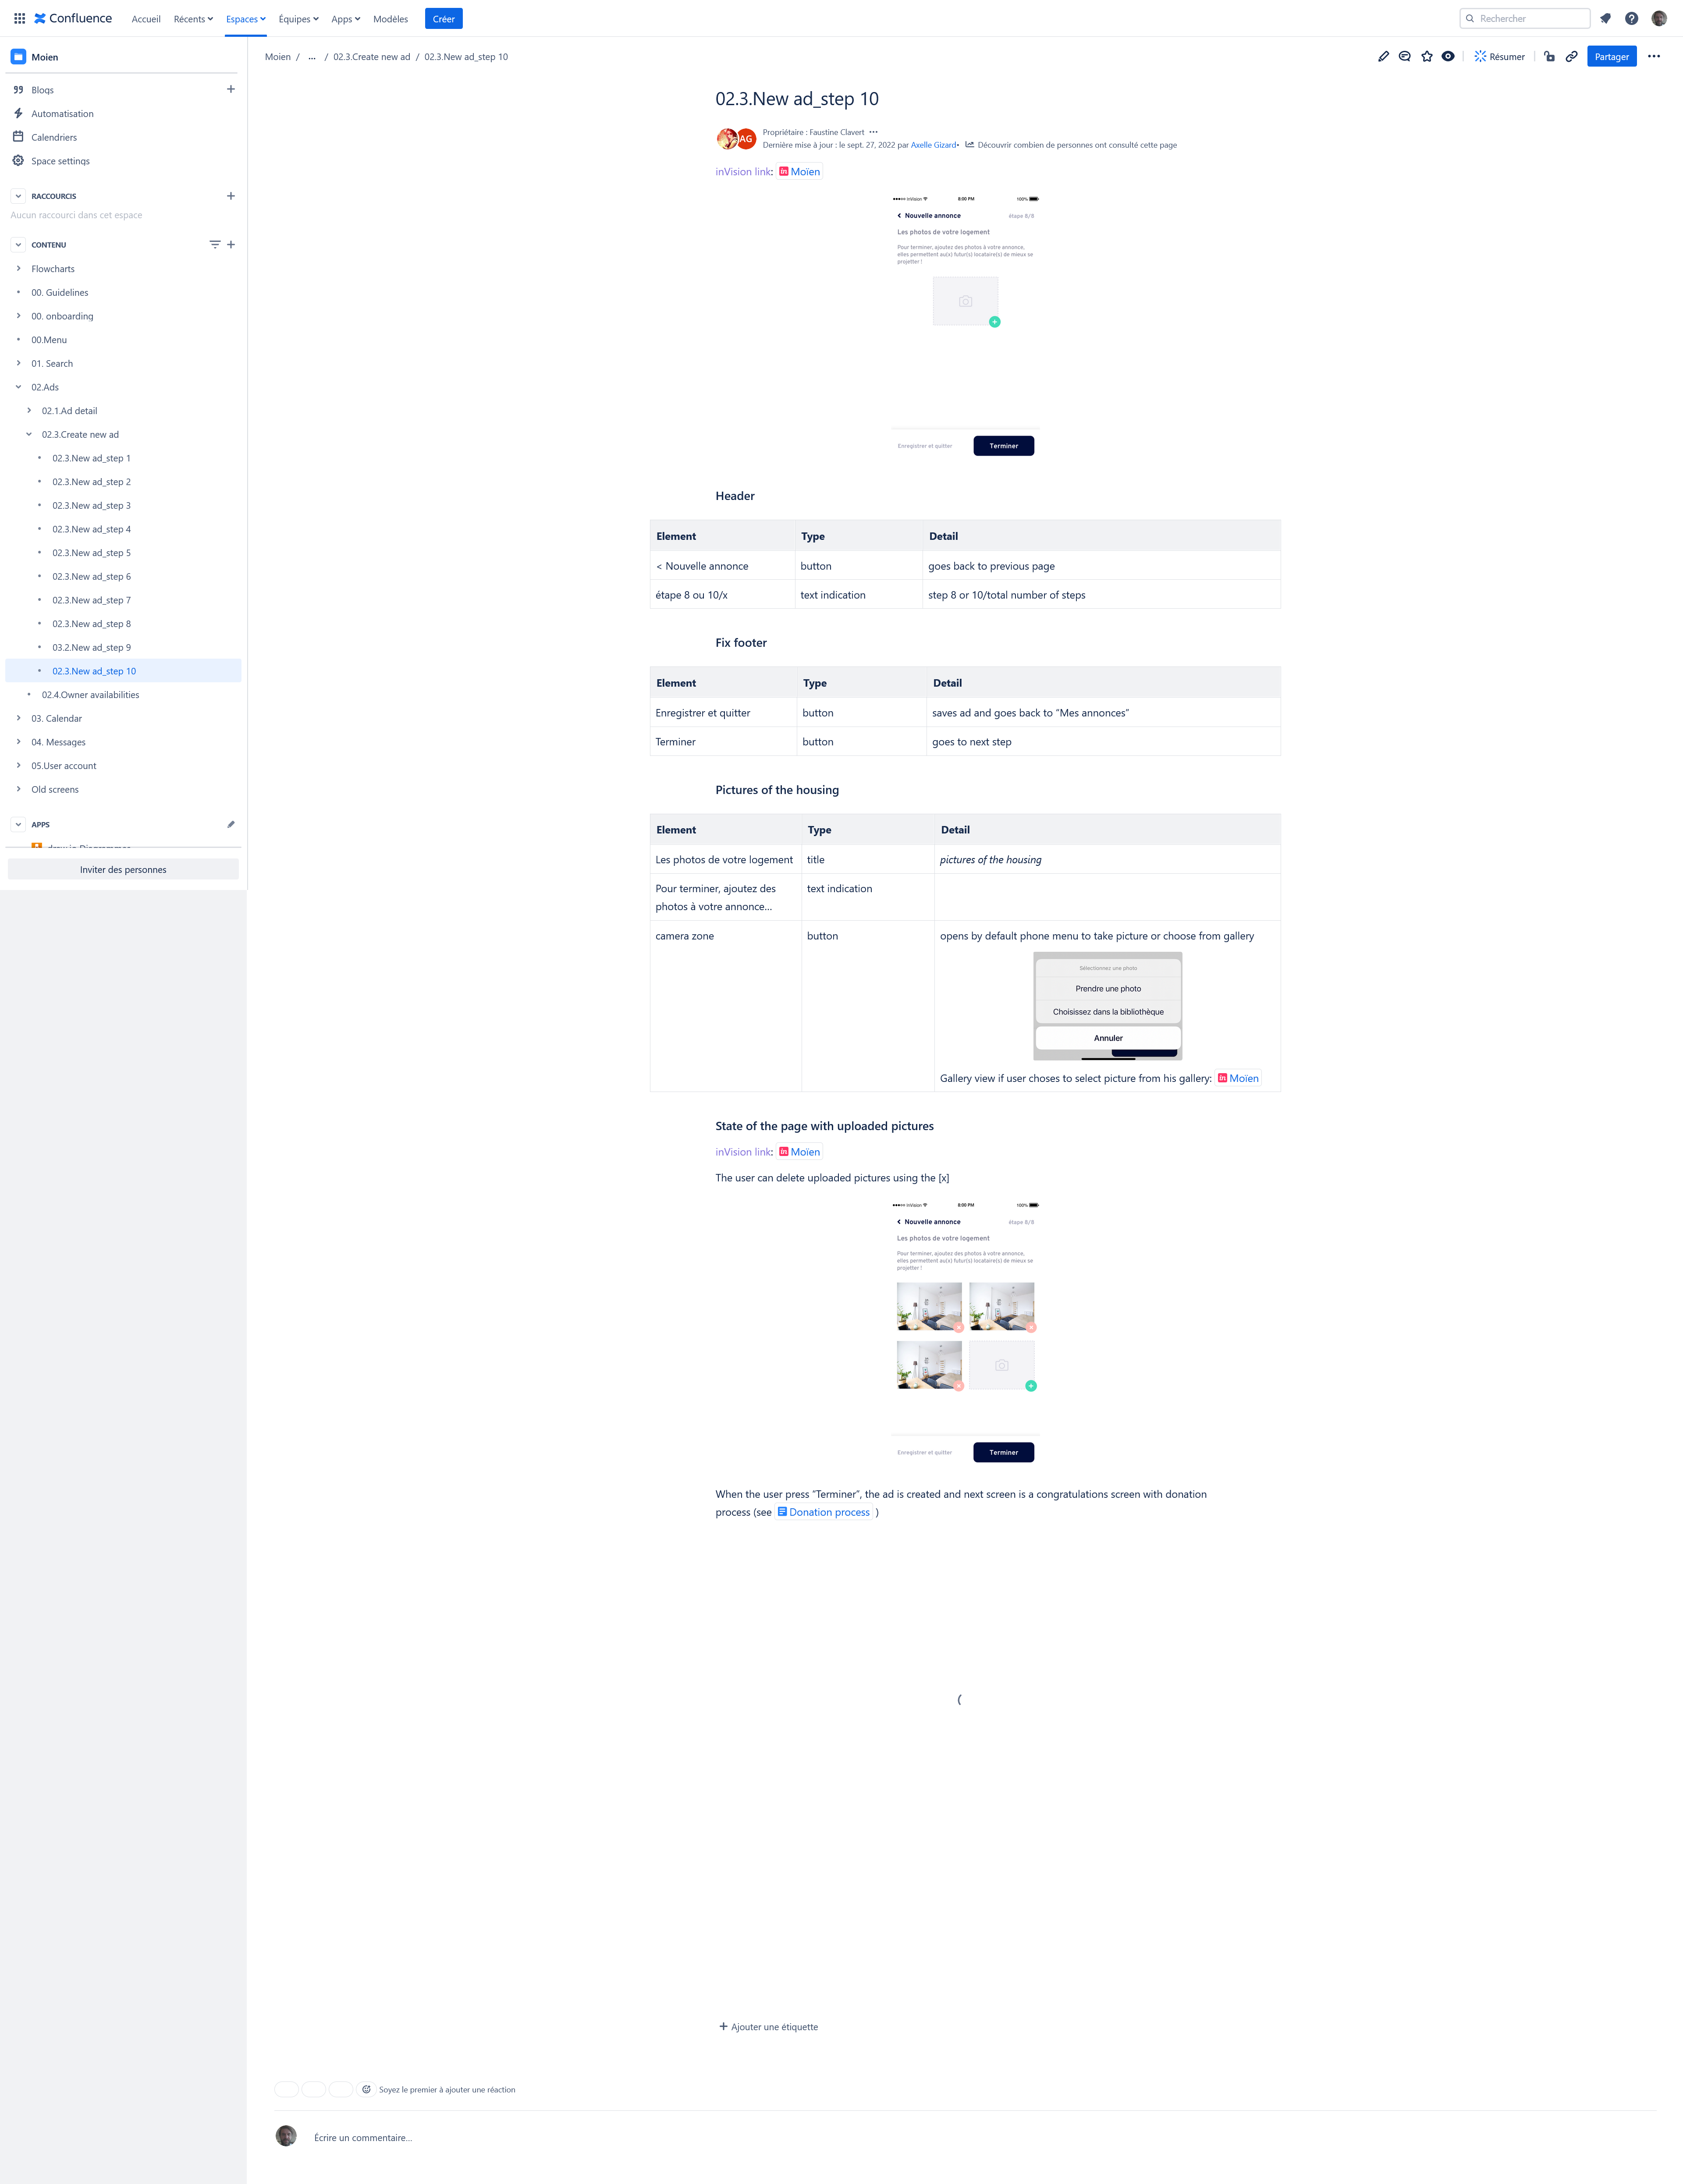 Confluence Accueil Récents Espaces Équipes Apps Modèles Créer Rechercher
Moien
Blogs
Automatisation
Calendriers
Space settings
RACCOURCIS
Aucun raccourci dans cet espace
CONTENU
Flowcharts
00. Guidelines
00. onboarding
00.Menu
01. Search
02.Ads
02.1.Ad detail
02.3.Create new ad
02.3.New ad_step 1
02.3.New ad_step 2
02.3.New ad_step 3
02.3.New ad_step 4
02.3.New ad_step 5
02.3.New ad_step 6
02.3.New ad_step 7
02.3.New ad_step 8
03.2.New ad_step 9
02.3.New ad_step 10
02.4.Owner availabilities
03. Calendar
04. Messages
05.User account
Old screens
APPS
Inviter des personnes
Moien / ... / 02.3.Create new ad / 02.3.New ad_step 10
Résumer Partager
02.3.New ad_step 10
AG
Propriétaire : Faustine Clavert
Dernière mise à jour : le sept. 27, 2022 par Axelle Gizard• Découvrir combien de personnes ont consulté cette page
inVision link: in Moïen
InVision 8:00 PM 100%
< Nouvelle annonce étape 8/8
Les photos de votre logement
Pour terminer, ajoutez des photos à votre annonce,
elles permettent au(x) futur(s) locataire(s) de mieux se
projetter !
Enregistrer et quitter Terminer
Header
Element Type Detail
< Nouvelle annonce button goes back to previous page
étape 8 ou 10/x text indication step 8 or 10/total number of steps
Fix footer
Element Type Detail
Enregistrer et quitter button saves ad and goes back to “Mes annonces”
Terminer button goes to next step
Pictures of the housing
Element Type Detail
Les photos de votre logement title pictures of the housing
Pour terminer, ajoutez des text indication
photos à votre annonce…
camera zone button opens by default phone menu to take picture or choose from gallery
Sélectionnez une photo
Prendre une photo
Choisissez dans la bibliothèque
Annuler
Gallery view if user choses to select picture from his gallery: in Moïen
State of the page with uploaded pictures
inVision link: in Moïen
The user can delete uploaded pictures using the [x]
InVision 8:00 PM 100%
< Nouvelle annonce étape 8/8
Les photos de votre logement
Pour terminer, ajoutez des photos à votre annonce,
elles permettent au(x) futur(s) locataire(s) de mieux se
projetter !
Enregistrer et quitter Terminer
When the user press “Terminer”, the ad is created and next screen is a congratulations screen with donation
process (see Donation process )
Ajouter une étiquette
Soyez le premier à ajouter une réaction
Écrire un commentaire…